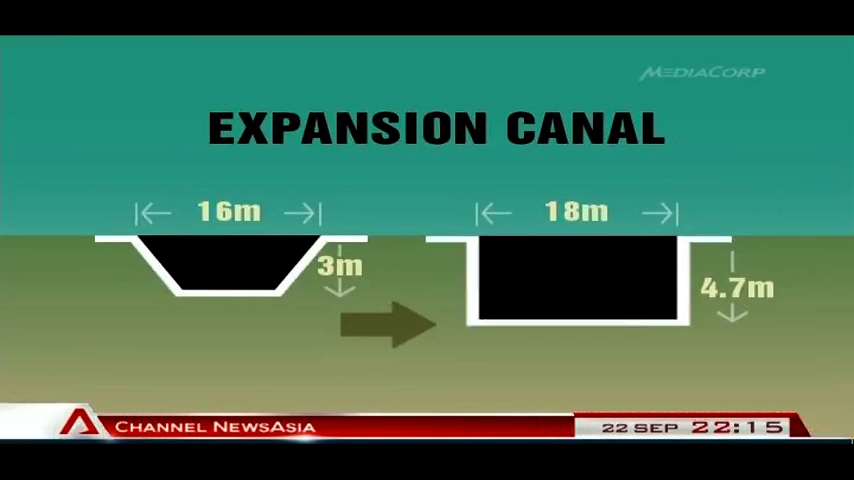 MEDIACORP
EXPANSION CANAL
16m
18m
3m
4.7m
CHANNEL NEWSASIA
22 SEP 22:15